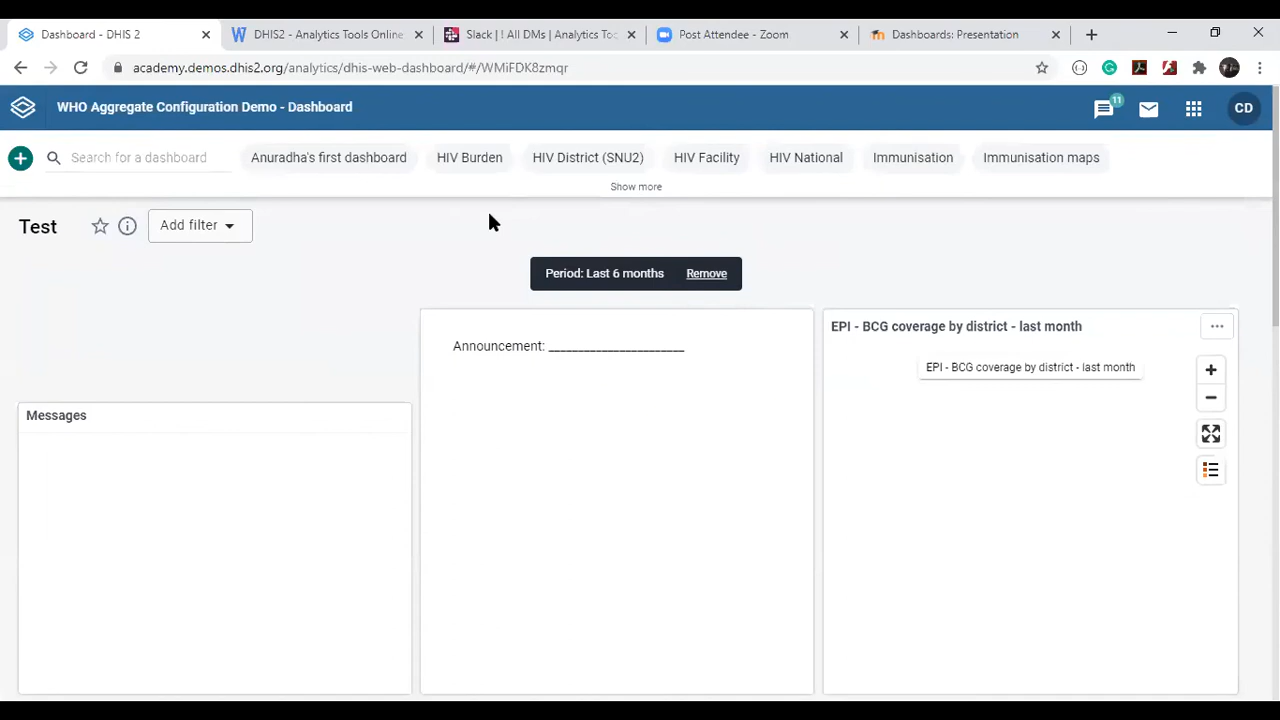 Dashboard - DHIS 2
DHIS2 - Analytics Tools Online
Slack | ! All DMs | Analytics Toc
Post Attendee - Zoom
Dashboards: Presentation
academy.demos.dhis2.org/analytics/dhis-web-dashboard/#/WMiFDK8zmqr
WHO Aggregate Configuration Demo - Dashboard
11
CD
Search for a dashboard
Anuradha's first dashboard
HIV Burden
HIV District (SNU2)
HIV Facility
HIV National
Immunisation
Immunisation maps
Show more
Test
Add filter
Period: Last 6 months
Remove
Messages
Announcement: ______________________
EPI - BCG coverage by district - last month
EPI - BCG coverage by district - last month